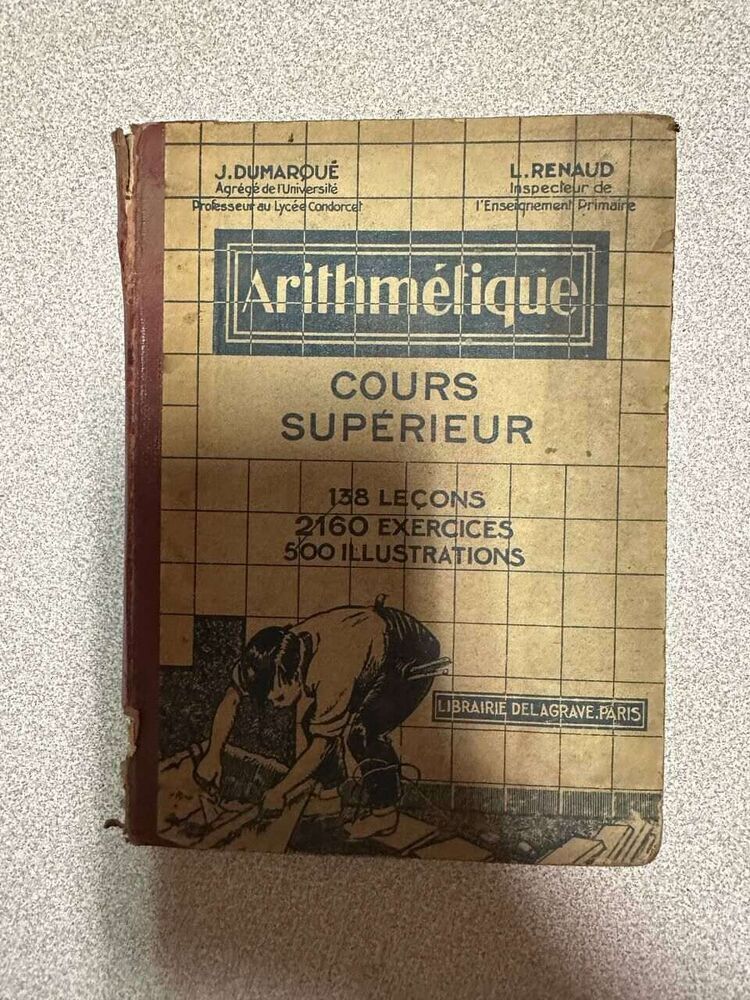 J. DUMARQUÉ
Agrégé de l'Université
Professeur au Lycée Condorcet
L. RENAUD
Inspecteur de
l'Enseignement Primaire
Arithmétique
COURS
SUPÉRIEUR
138 LEÇONS
2160 EXERCICES
500 ILLUSTRATIONS
LIBRAIRIE DELAGRAVE. PARIS